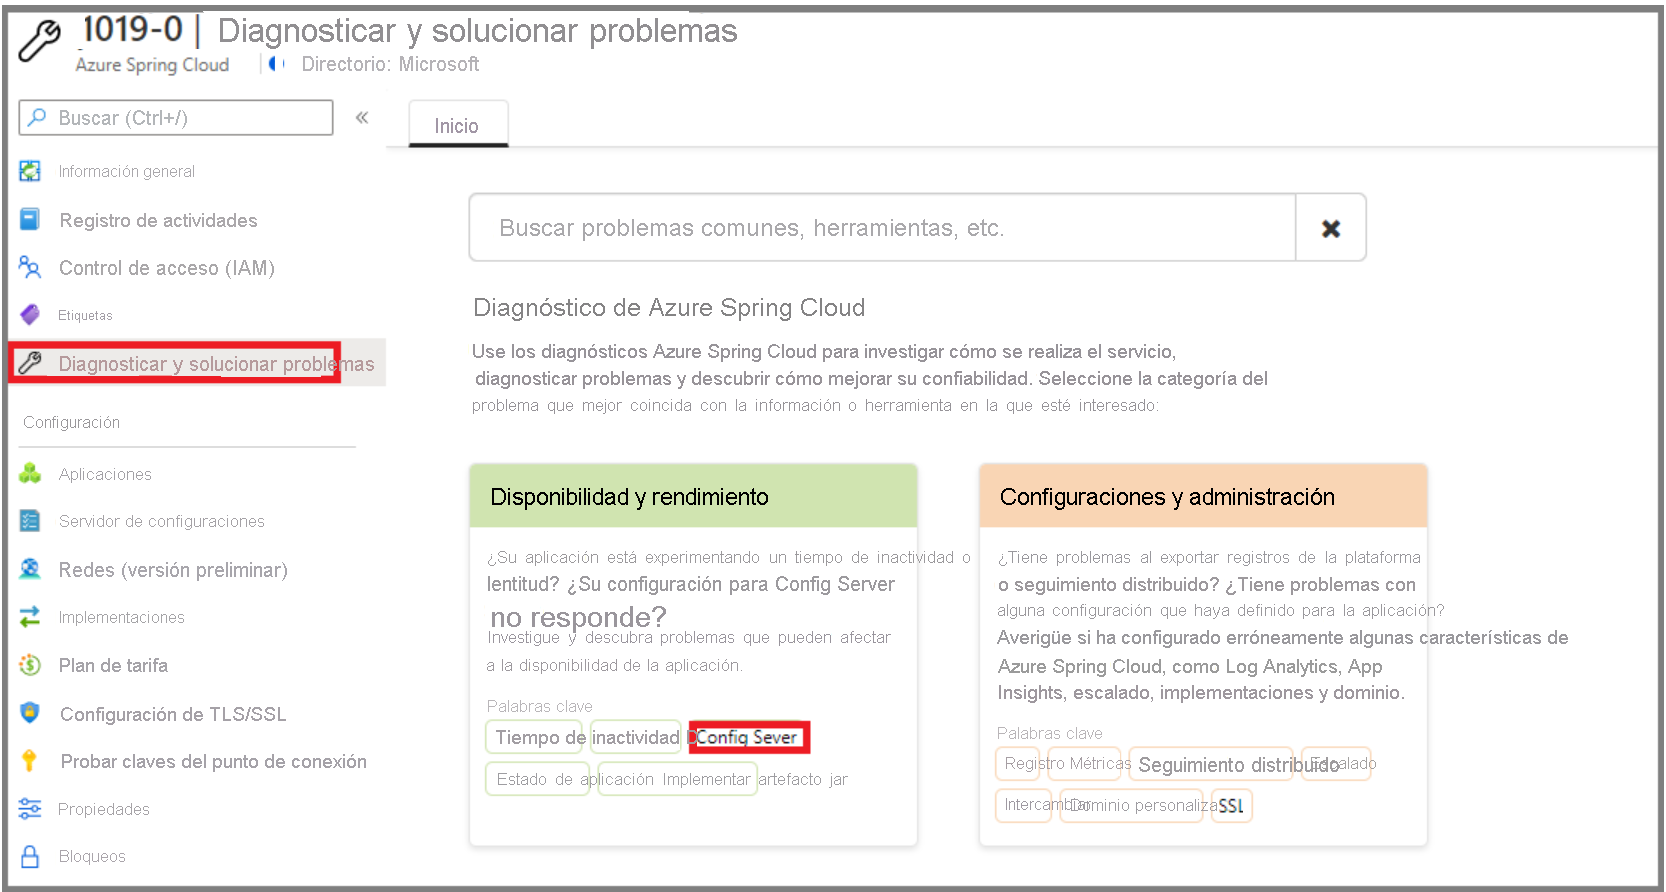 1019-0 | Diagnosticar y solucionar problemas
Azure Spring Cloud
Directorio: Microsoft
Buscar (Ctrl+/)
«
Inicio
Información general
Registro de actividades
Control de acceso (IAM)
Etiquetas
Diagnosticar y solucionar problemas
Configuración
Aplicaciones
Servidor de configuraciones
Redes (versión preliminar)
Implementaciones
Plan de tarifa
Configuración de TLS/SSL
Probar claves del punto de conexión
Propiedades
Bloqueos
Buscar problemas comunes, herramientas, etc.
Diagnóstico de Azure Spring Cloud
Use los diagnósticos Azure Spring Cloud para investigar cómo se realiza el servicio,
diagnosticar problemas y descubrir cómo mejorar su confiabilidad. Seleccione la categoría del
problema que mejor coincida con la información o herramienta en la que esté interesado:
Disponibilidad y rendimiento
¿Su aplicación está experimentando un tiempo de inactividad o
lentitud? ¿Su configuración para Config Server
no responde?
Investigue y descubra problemas que pueden afectar
a la disponibilidad de la aplicación.
Palabras clave
Tiempo de inactividad Config Sever
Estado de aplicación Implementar artefacto jar
Configuraciones y administración
¿Tiene problemas al exportar registros de la plataforma
o seguimiento distribuido? ¿Tiene problemas con
alguna configuración que haya definido para la aplicación?
Averigüe si ha configurado erróneamente algunas características de
Azure Spring Cloud, como Log Analytics, App
Insights, escalado, implementaciones y dominio.
Palabras clave
Registro Métricas Seguimiento distribuido Escalado
Intercambiar Dominio personaliza SSL